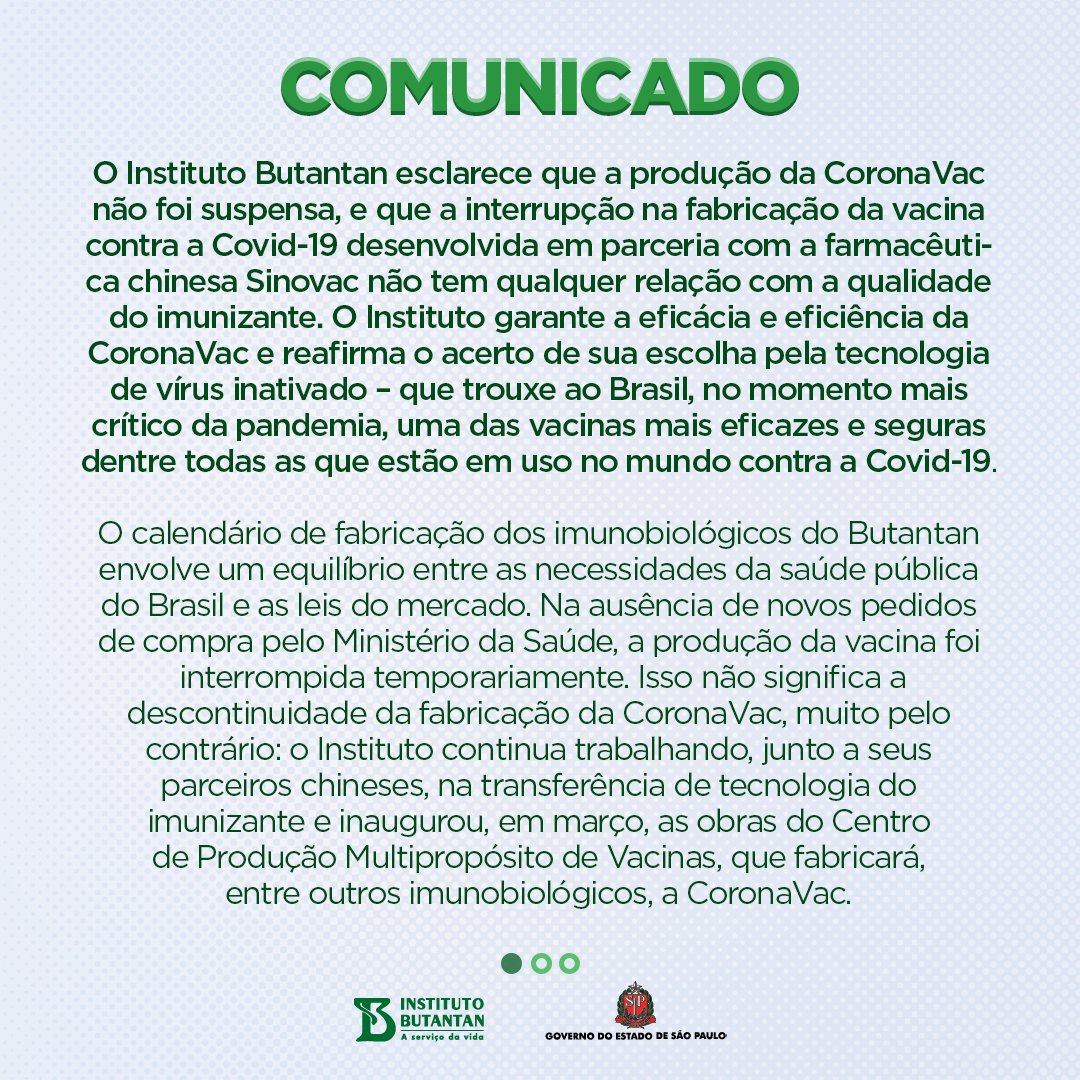 COMUNICADO
O Instituto Butantan esclarece que a produção da CoronaVac
não foi suspensa, e que a interrupção na fabricação da vacina
contra a Covid-19 desenvolvida em parceria com a farmacêuti-
ca chinesa Sinovac não tem qualquer relação com a qualidade
do imunizante. O Instituto garante a eficácia e eficiência da
CoronaVac e reafirma o acerto de sua escolha pela tecnologia
de vírus inativado – que trouxe ao Brasil, no momento mais
crítico da pandemia, uma das vacinas mais eficazes e seguras
dentre todas as que estão em uso no mundo contra a Covid-19.
O calendário de fabricação dos imunobiológicos do Butantan
envolve um equilíbrio entre as necessidades da saúde pública
do Brasil e as leis do mercado. Na ausência de novos pedidos
de compra pelo Ministério da Saúde, a produção da vacina foi
interrompida temporariamente. Isso não significa a
descontinuidade da fabricação da CoronaVac, muito pelo
contrário: o Instituto continua trabalhando, junto a seus
parceiros chineses, na transferência de tecnologia do
imunizante e inaugurou, em março, as obras do Centro
de Produção Multipropósito de Vacinas, que fabricará,
entre outros imunobiológicos, a CoronaVac.
INSTITUTO
BUTANTAN
A serviço da vida
SP
GOVERNO DO ESTADO DE SÃO PAULO